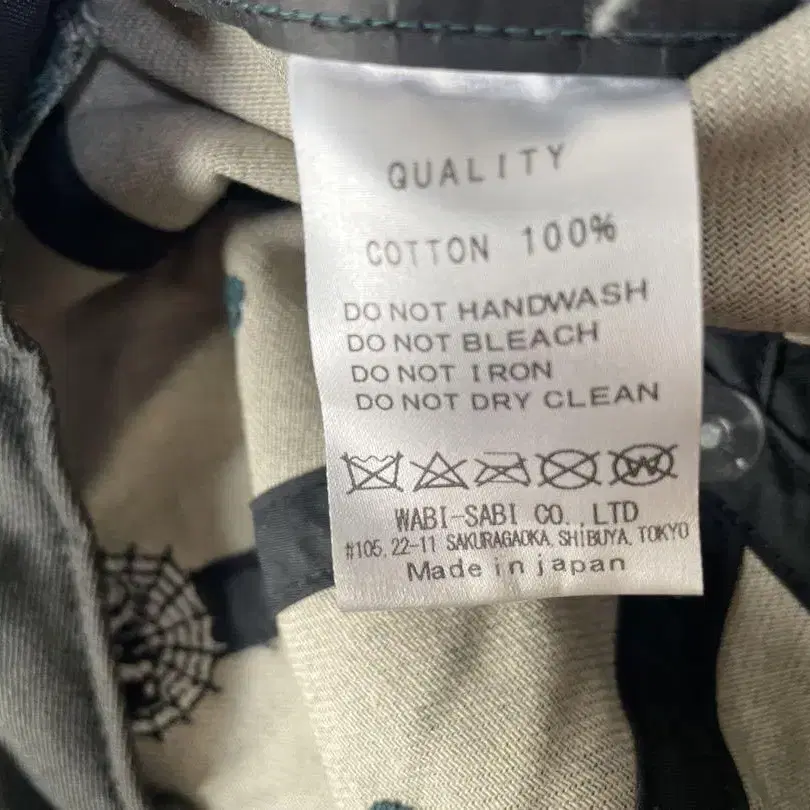 QUALITY
COTTON 100%
DO NOT HANDWASH
DO NOT BLEACH
DO NOT IRON
DO NOT DRY CLEAN
W
WABI-SABI CO.,LTD
#105, 22-11 SAKURAGAOKA, SHIBUYA, TOKYO
Made in japan